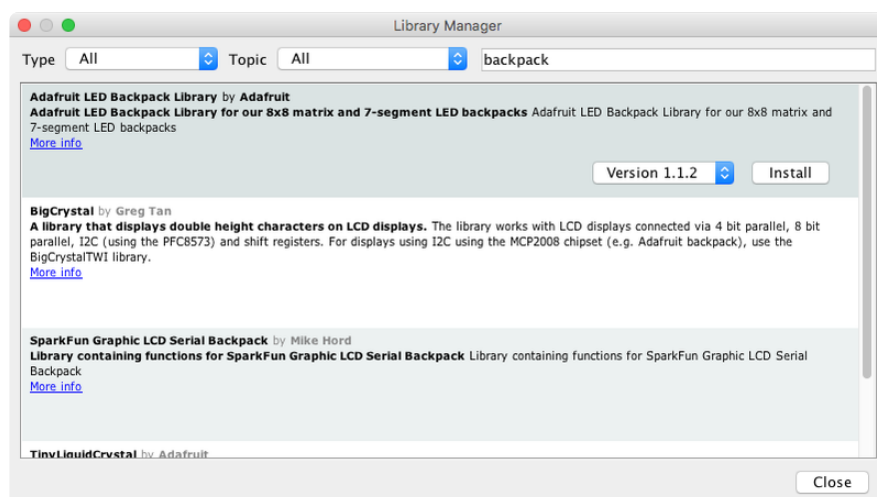 Library Manager
Type All Topic All backpack
Adafruit LED Backpack Library by Adafruit
Adafruit LED Backpack Library for our 8x8 matrix and 7-segment LED backpacks Adafruit LED Backpack Library for our 8x8 matrix and
7-segment LED backpacks
More info
Version 1.1.2 Install
BigCrystal by Greg Tan
A library that displays double height characters on LCD displays. The library works with LCD displays connected via 4 bit parallel, 8 bit
parallel, I2C (using the PFC8573) and shift registers. For displays using I2C using the MCP2008 chipset (e.g. Adafruit backpack), use the
BigCrystalTWI library.
More info
SparkFun Graphic LCD Serial Backpack by Mike Hord
Library containing functions for SparkFun Graphic LCD Serial Backpack Library containing functions for SparkFun Graphic LCD Serial
Backpack
More info
TinyLiquidCrystal by Adafruit
Close